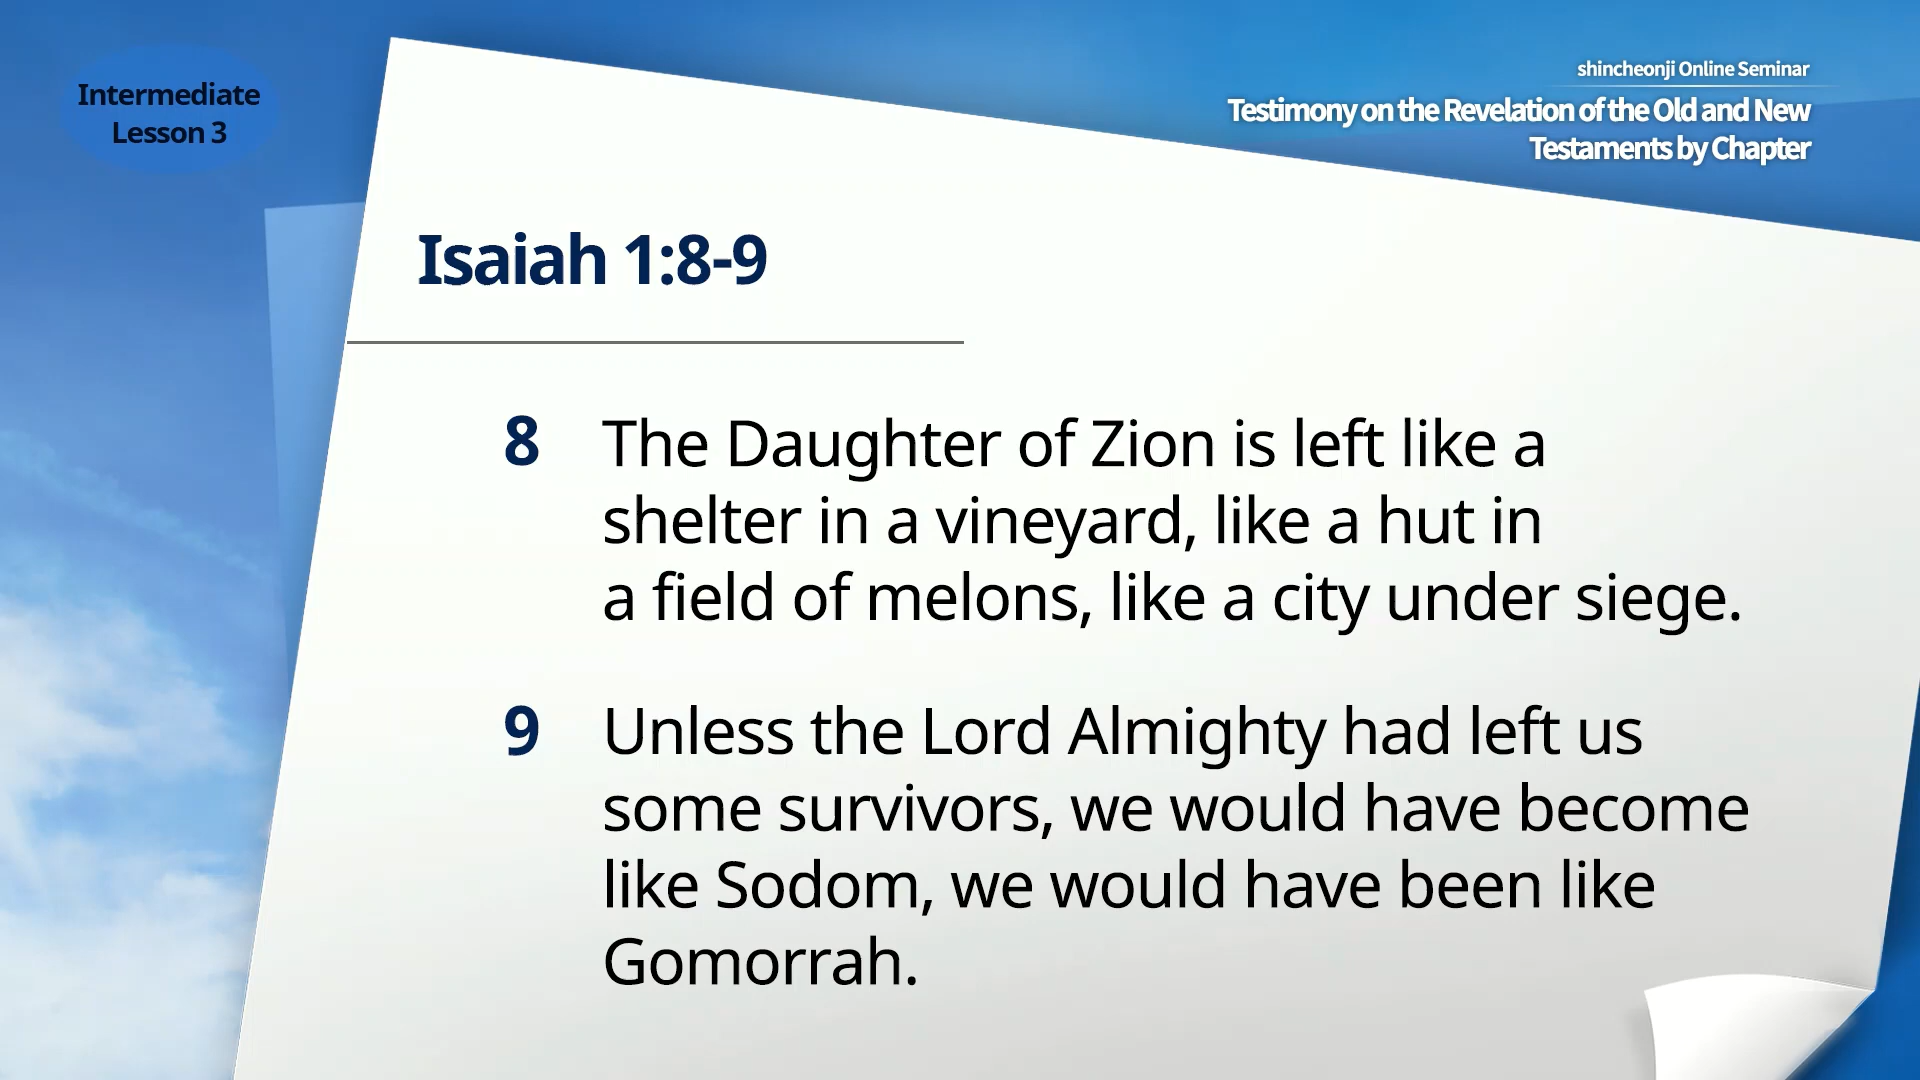 Intermediate
Lesson 3
shincheonji Online Seminar
Testimony on the Revelation of the Old and New
Testaments by Chapter
Isaiah 1:8-9
8 The Daughter of Zion is left like a
shelter in a vineyard, like a hut in
a field of melons, like a city under siege.
9 Unless the Lord Almighty had left us
some survivors, we would have become
like Sodom, we would have been like
Gomorrah.